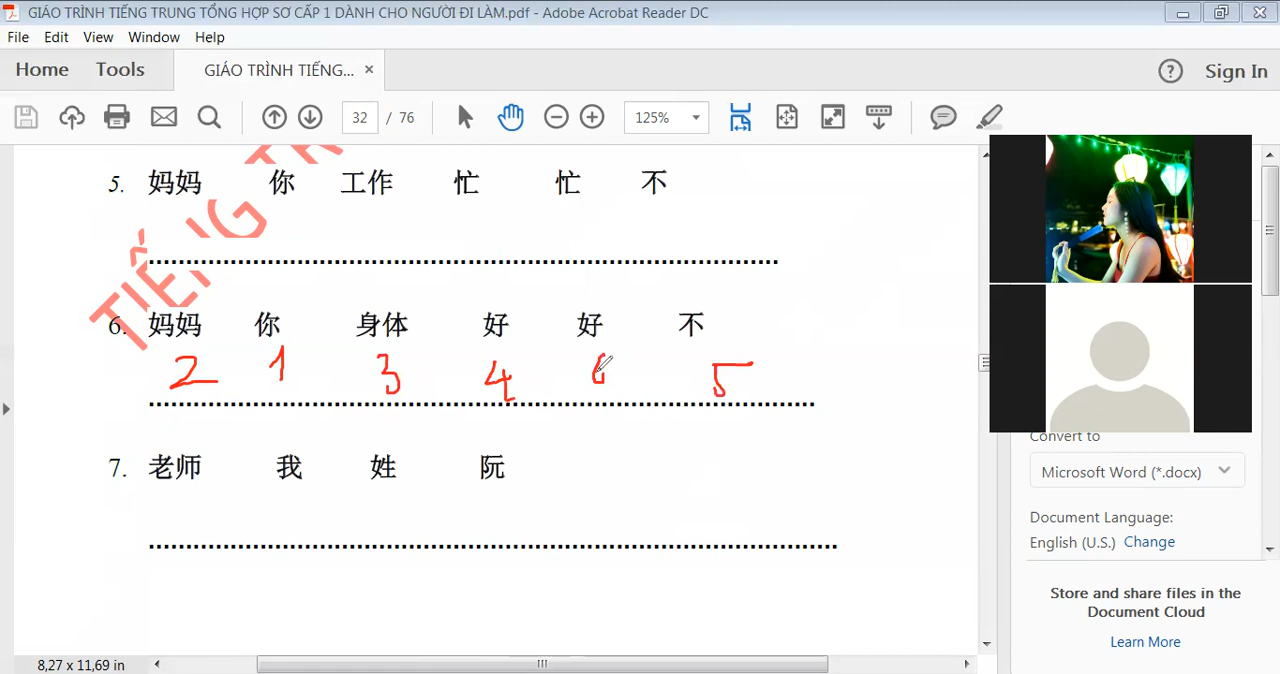 GIÁO TRÌNH TIẾNG TRUNG TỔNG HỢP SƠ CẤP 1 DÀNH CHO NGƯỜI ĐI LÀM.pdf - Adobe Acrobat Reader DC
File Edit View Window Help
Home Tools GIÁO TRÌNH TIẾNG... × Sign In
32 / 76 125%
5. 妈妈 你 工作 忙 忙 不
TIẾNG TR
6. 妈妈 你 身体 好 好 不
2 1 3 4 6 5
7. 老师 我 姓 阮
Convert to
Microsoft Word (*.docx)
Document Language:
English (U.S.) Change
Store and share files in the
Document Cloud
Learn More
8,27 x 11,69 in